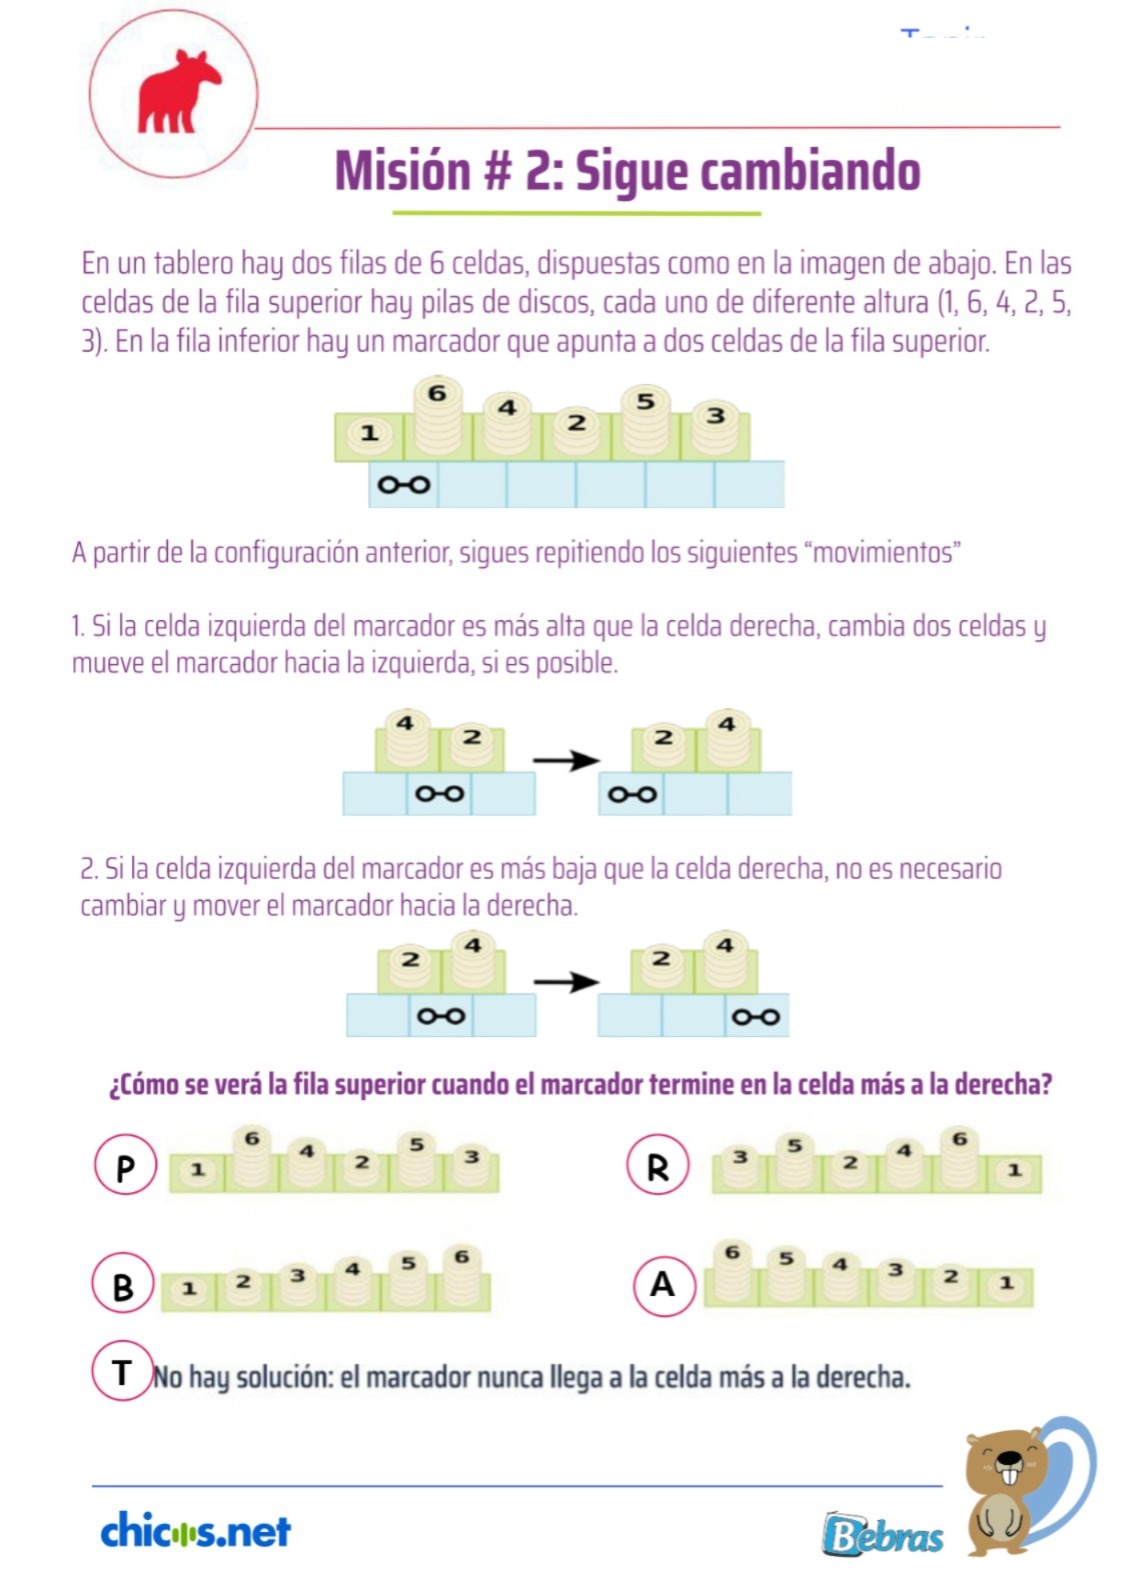 Misión # 2: Sigue cambiando
En un tablero hay dos filas de 6 celdas, dispuestas como en la imagen de abajo. En las
celdas de la fila superior hay pilas de discos, cada uno de diferente altura (1, 6, 4, 2, 5,
3). En la fila inferior hay un marcador que apunta a dos celdas de la fila superior.
1 6 4 2 5 3
A partir de la configuración anterior, sigues repitiendo los siguientes “movimientos”
1. Si la celda izquierda del marcador es más alta que la celda derecha, cambia dos celdas y
mueve el marcador hacia la izquierda, si es posible.
4 2 2 4
2. Si la celda izquierda del marcador es más baja que la celda derecha, no es necesario
cambiar y mover el marcador hacia la derecha.
2 4 2 4
¿Cómo se verá la fila superior cuando el marcador termine en la celda más a la derecha?
P 1 6 4 2 5 3
R 3 5 2 4 6 1
B 1 2 3 4 5 6
A 6 5 4 3 2 1
T No hay solución: el marcador nunca llega a la celda más a la derecha.
chicos.net
Bebras